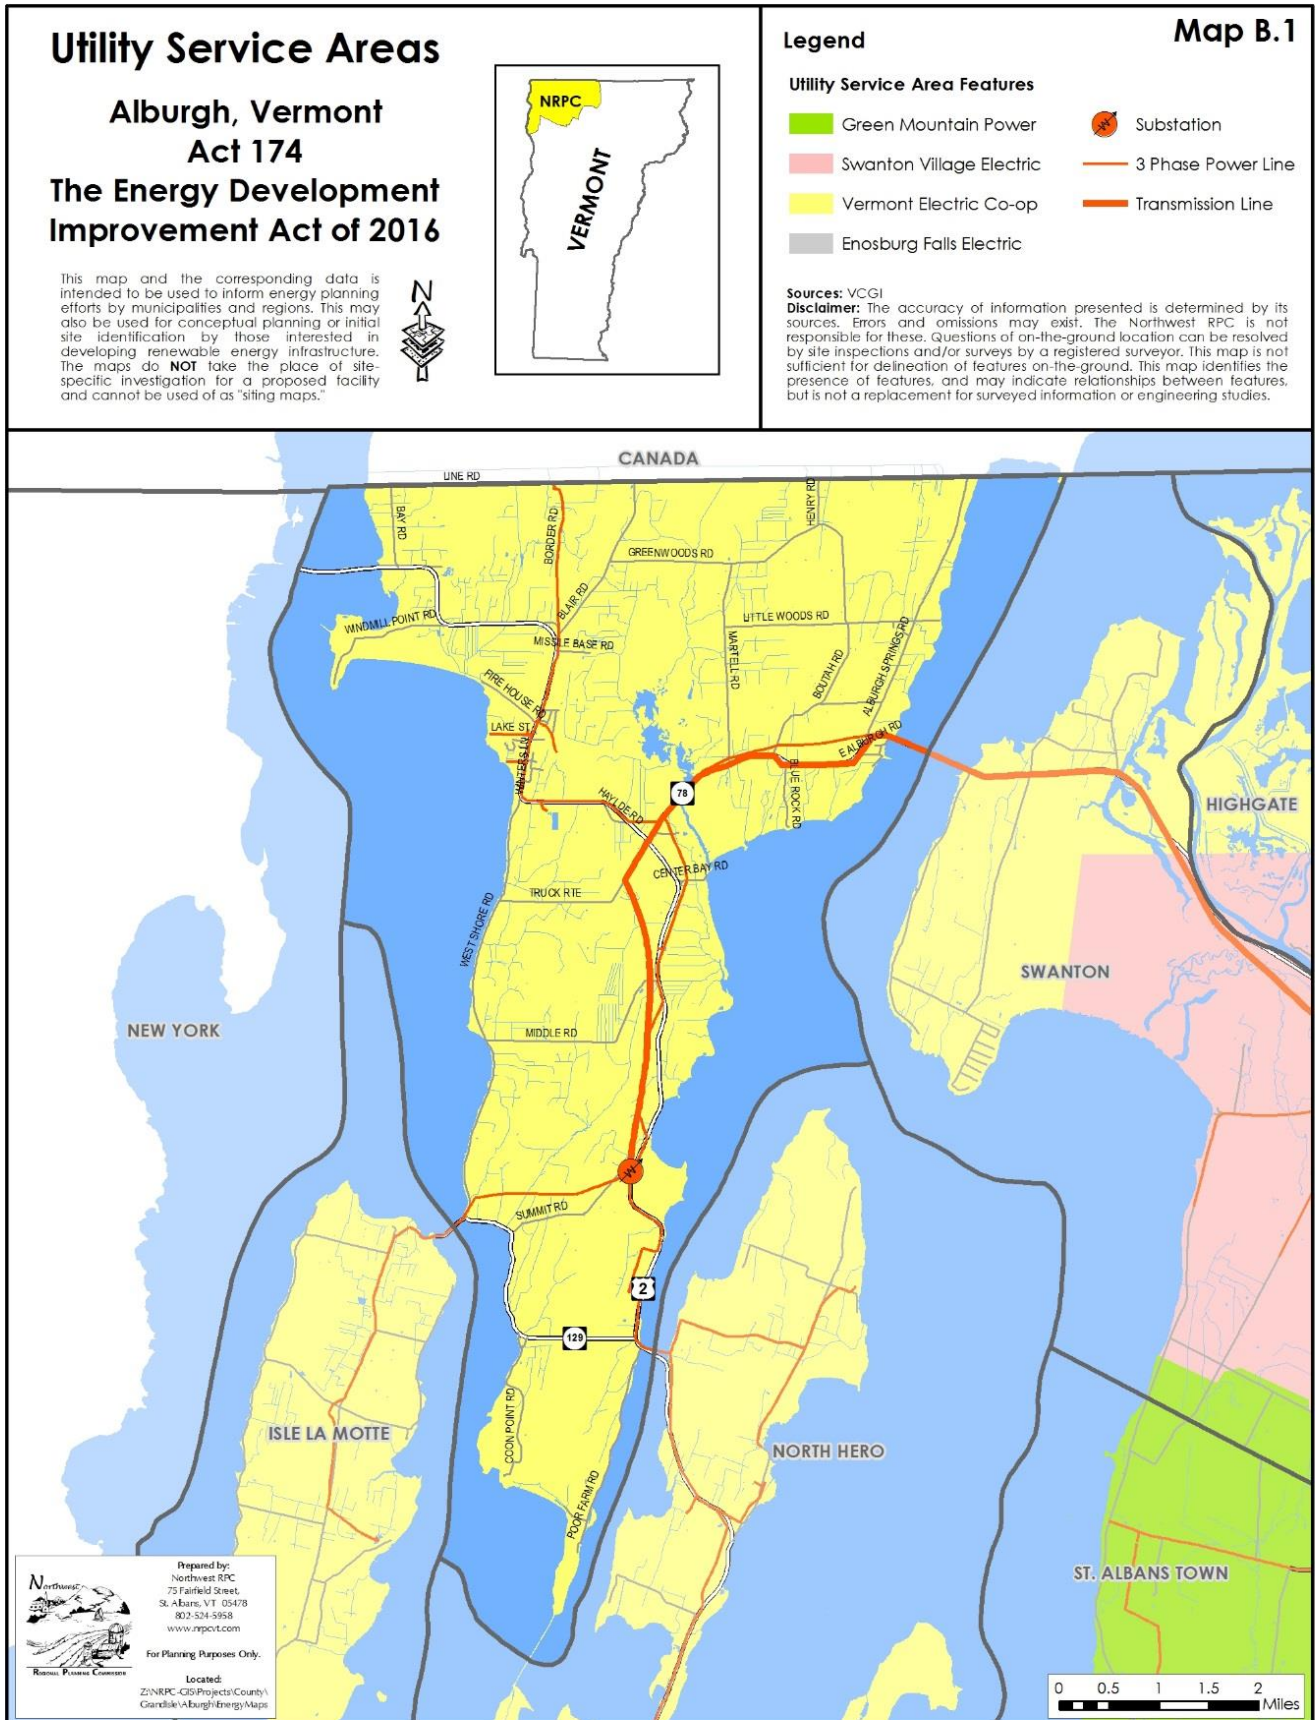 Utility Service Areas
Alburgh, Vermont
Act 174
The Energy Development
Improvement Act of 2016
This map and the corresponding data is
intended to be used to inform energy planning
efforts by municipalities and regions. This may
also be used for conceptual planning or initial
site identification by those interested in
developing renewable energy infrastructure.
The maps do NOT take the place of site-
specific investigation for a proposed facility
and cannot be used of as "siting maps."
N
NRPC
VERMONT
Map B.1
Legend
Utility Service Area Features
Green Mountain Power
Swanton Village Electric
Vermont Electric Co-op
Enosburg Falls Electric
Substation
3 Phase Power Line
Transmission Line
Sources: VCGI
Disclaimer: The accuracy of information presented is determined by its
sources. Errors and omissions may exist. The Northwest RPC is not
responsible for these. Questions of on-the-ground location can be resolved
by site inspections and/or surveys by a registered surveyor. This map is not
sufficient for delineation of features on-the-ground. This map identifies the
presence of features, and may indicate relationships between features,
but is not a replacement for surveyed information or engineering studies.
CANADA
LINE RD
BAY RD
BORDER RD
HENRY RD
GREENWOODS RD
BLAIR RD
WINDMILL POINT RD
LITTLE WOODS RD
MISSILE BASE RD
MARTELL RD
BOUTAH RD
ALBURGH SPRINGS RD
FIRE HOUSE RD
LAKE ST
E ALBURGH RD
BLUE ROCK RD
78
HIGHGATE
CENTER BAY RD
TRUCK RTE
WEST SHORE RD
SWANTON
NEW YORK
MIDDLE RD
SUMMIT RD
2
129
COON POINT RD
ISLE LA MOTTE
NORTH HERO
POOR FARM RD
ST. ALBANS TOWN
Northwest
REGIONAL PLANNING COMMISSION
Prepared by:
Northwest RPC
75 Fairfield Street,
St. Albans, VT 05478
802-524-5958
www.nrpcvt.com
For Planning Purposes Only.
Located:
Z:\NRPC-GIS\Projects\County\
GrandIsle\Alburgh\EnergyMaps
0 0.5 1 1.5 2
Miles